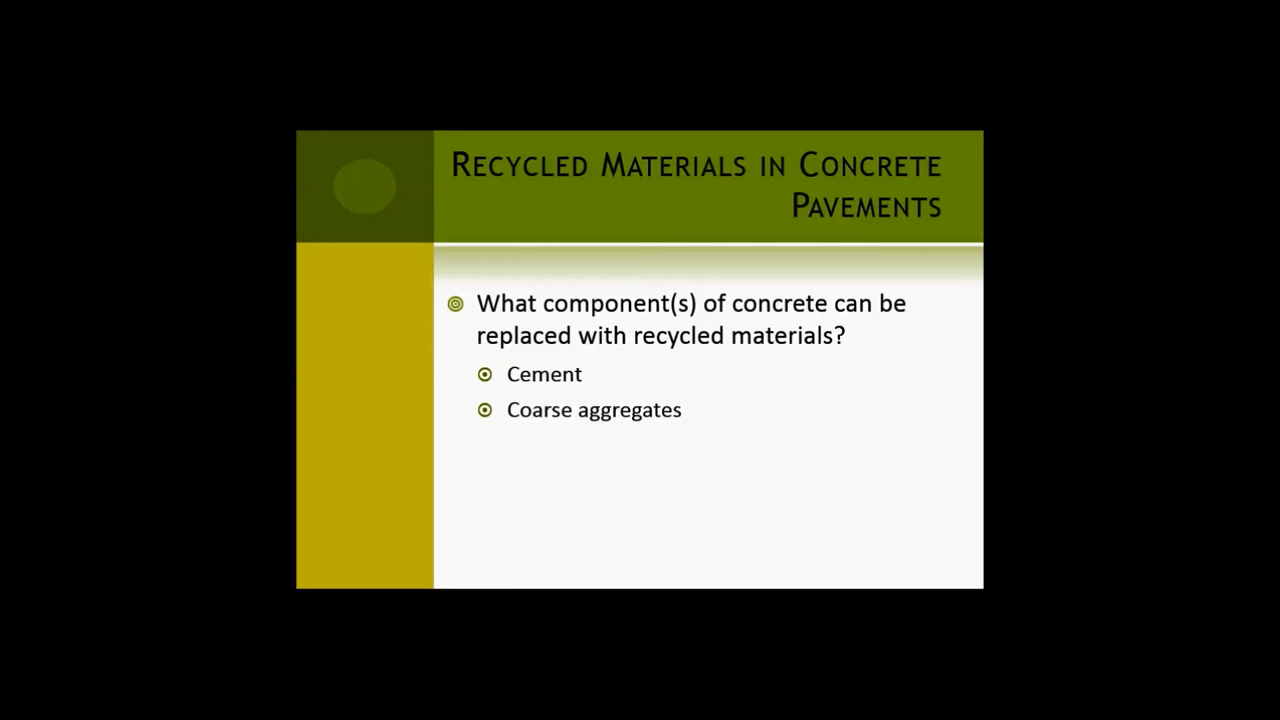 RECYCLED MATERIALS IN CONCRETE
PAVEMENTS
What component(s) of concrete can be
replaced with recycled materials?
Cement
Coarse aggregates